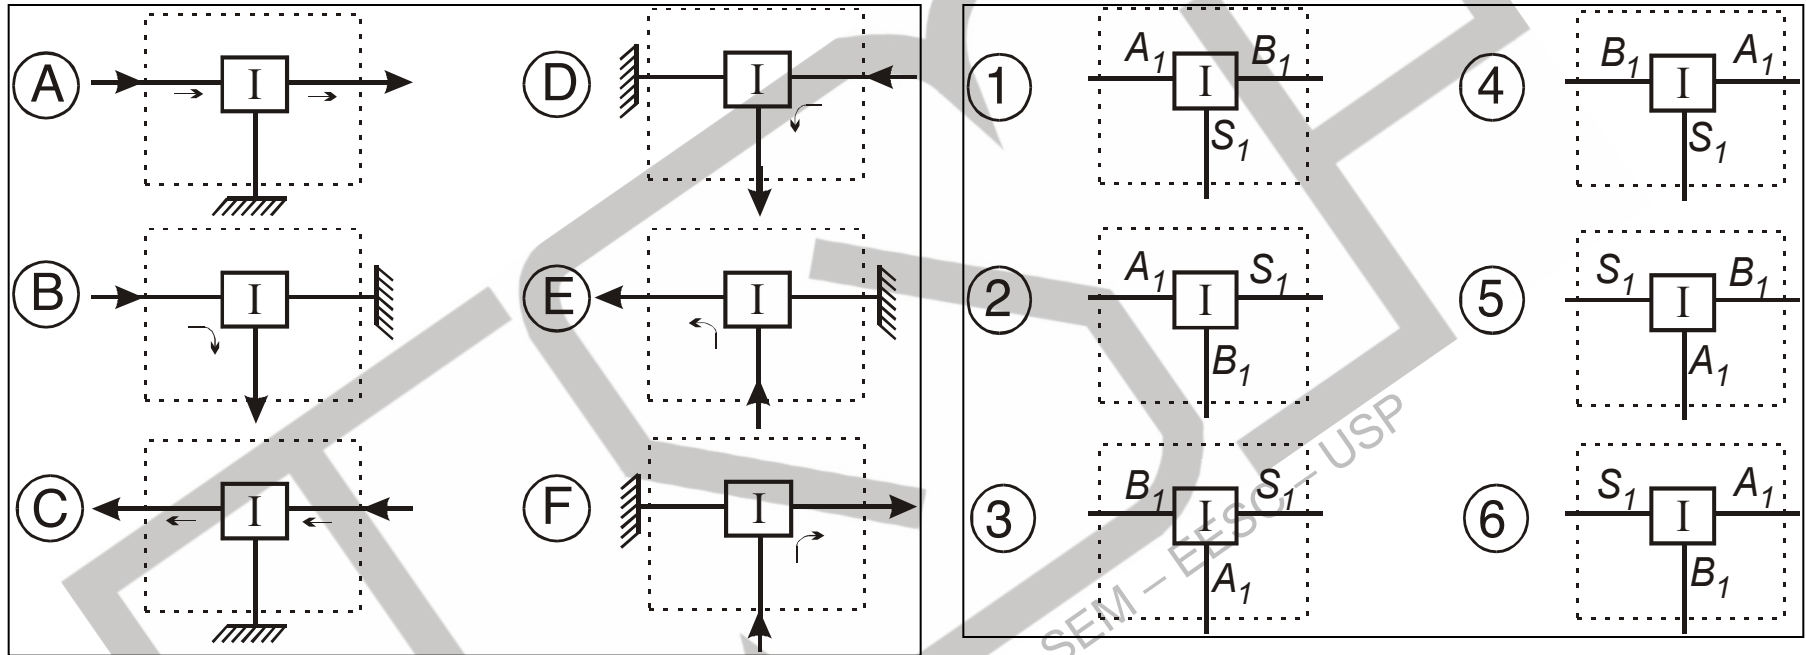 A I
D I
B I
E I
C I
F I
1 A1 B1 I S1
4 B1 A1 I S1
2 A1 S1 I B1
5 S1 B1 I A1
3 B1 S1 I A1
6 S1 A1 I B1
SEM – EESC – USP